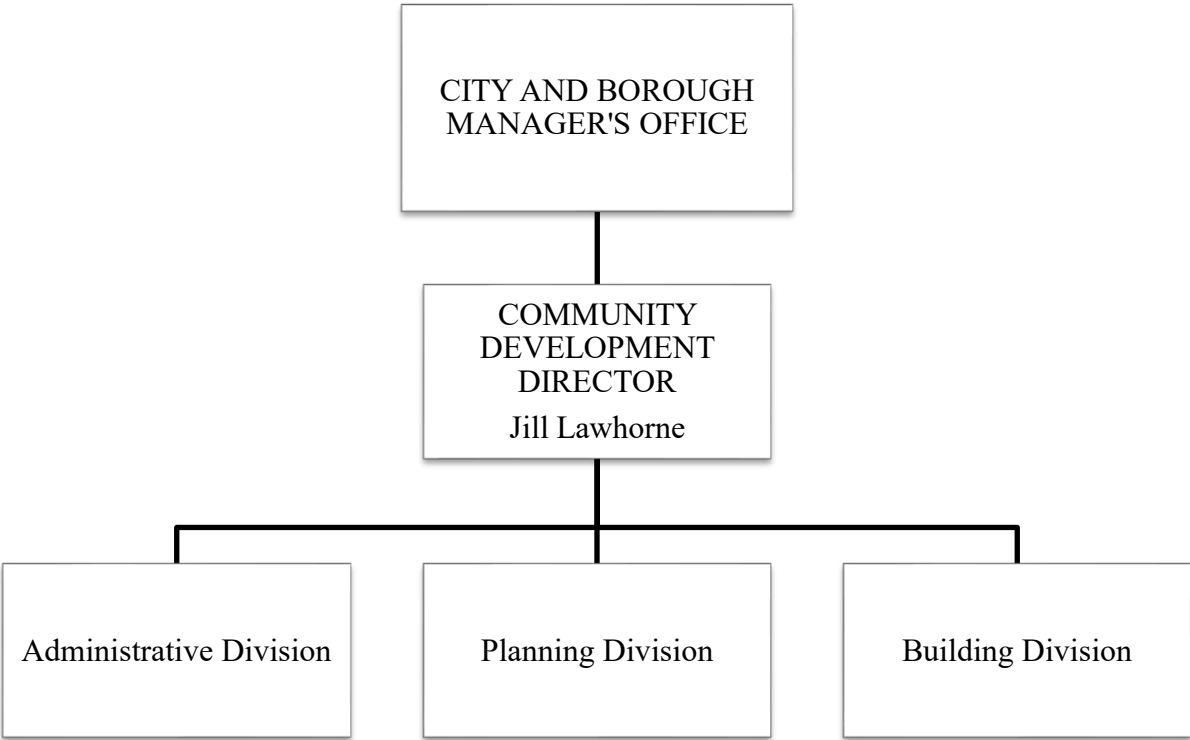 CITY AND BOROUGH
MANAGER'S OFFICE
COMMUNITY
DEVELOPMENT
DIRECTOR
Jill Lawhorne
Administrative Division
Planning Division
Building Division